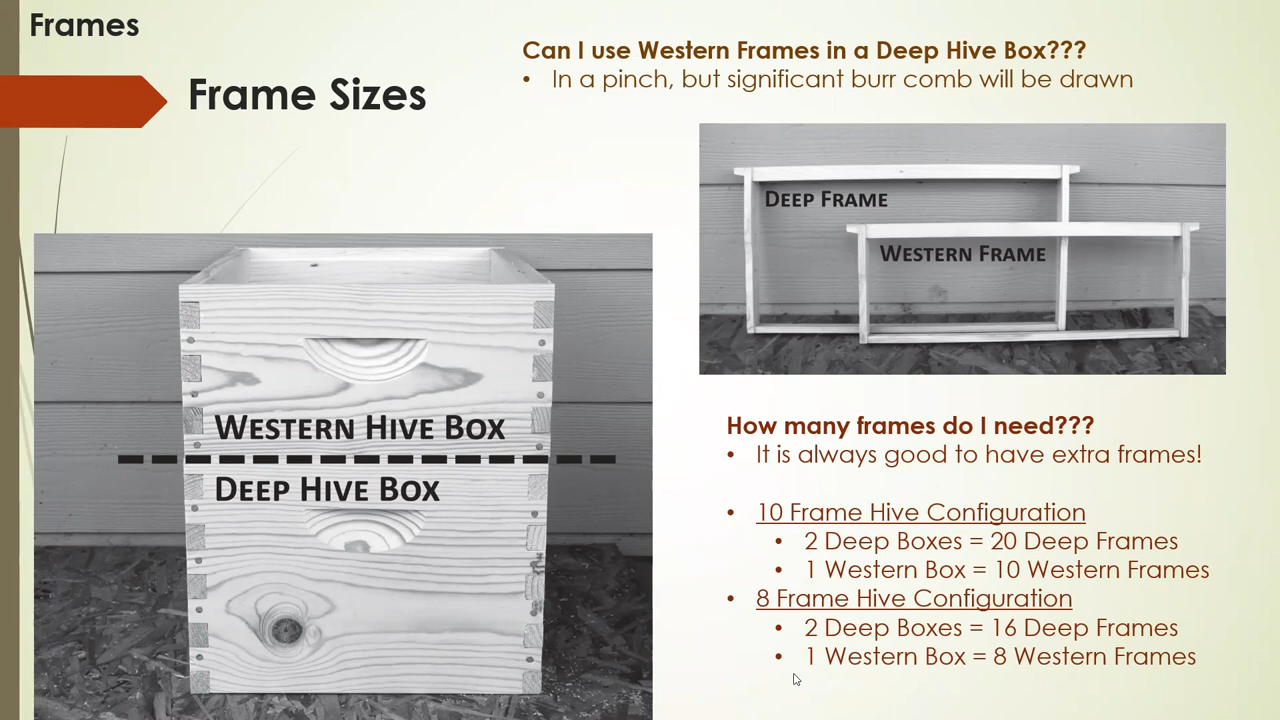 Frames
Frame Sizes
Can I use Western Frames in a Deep Hive Box???
• In a pinch, but significant burr comb will be drawn
Deep Frame
Western Frame
Western Hive Box
Deep Hive Box
How many frames do I need???
• It is always good to have extra frames!
• 10 Frame Hive Configuration
• 2 Deep Boxes = 20 Deep Frames
• 1 Western Box = 10 Western Frames
• 8 Frame Hive Configuration
• 2 Deep Boxes = 16 Deep Frames
• 1 Western Box = 8 Western Frames